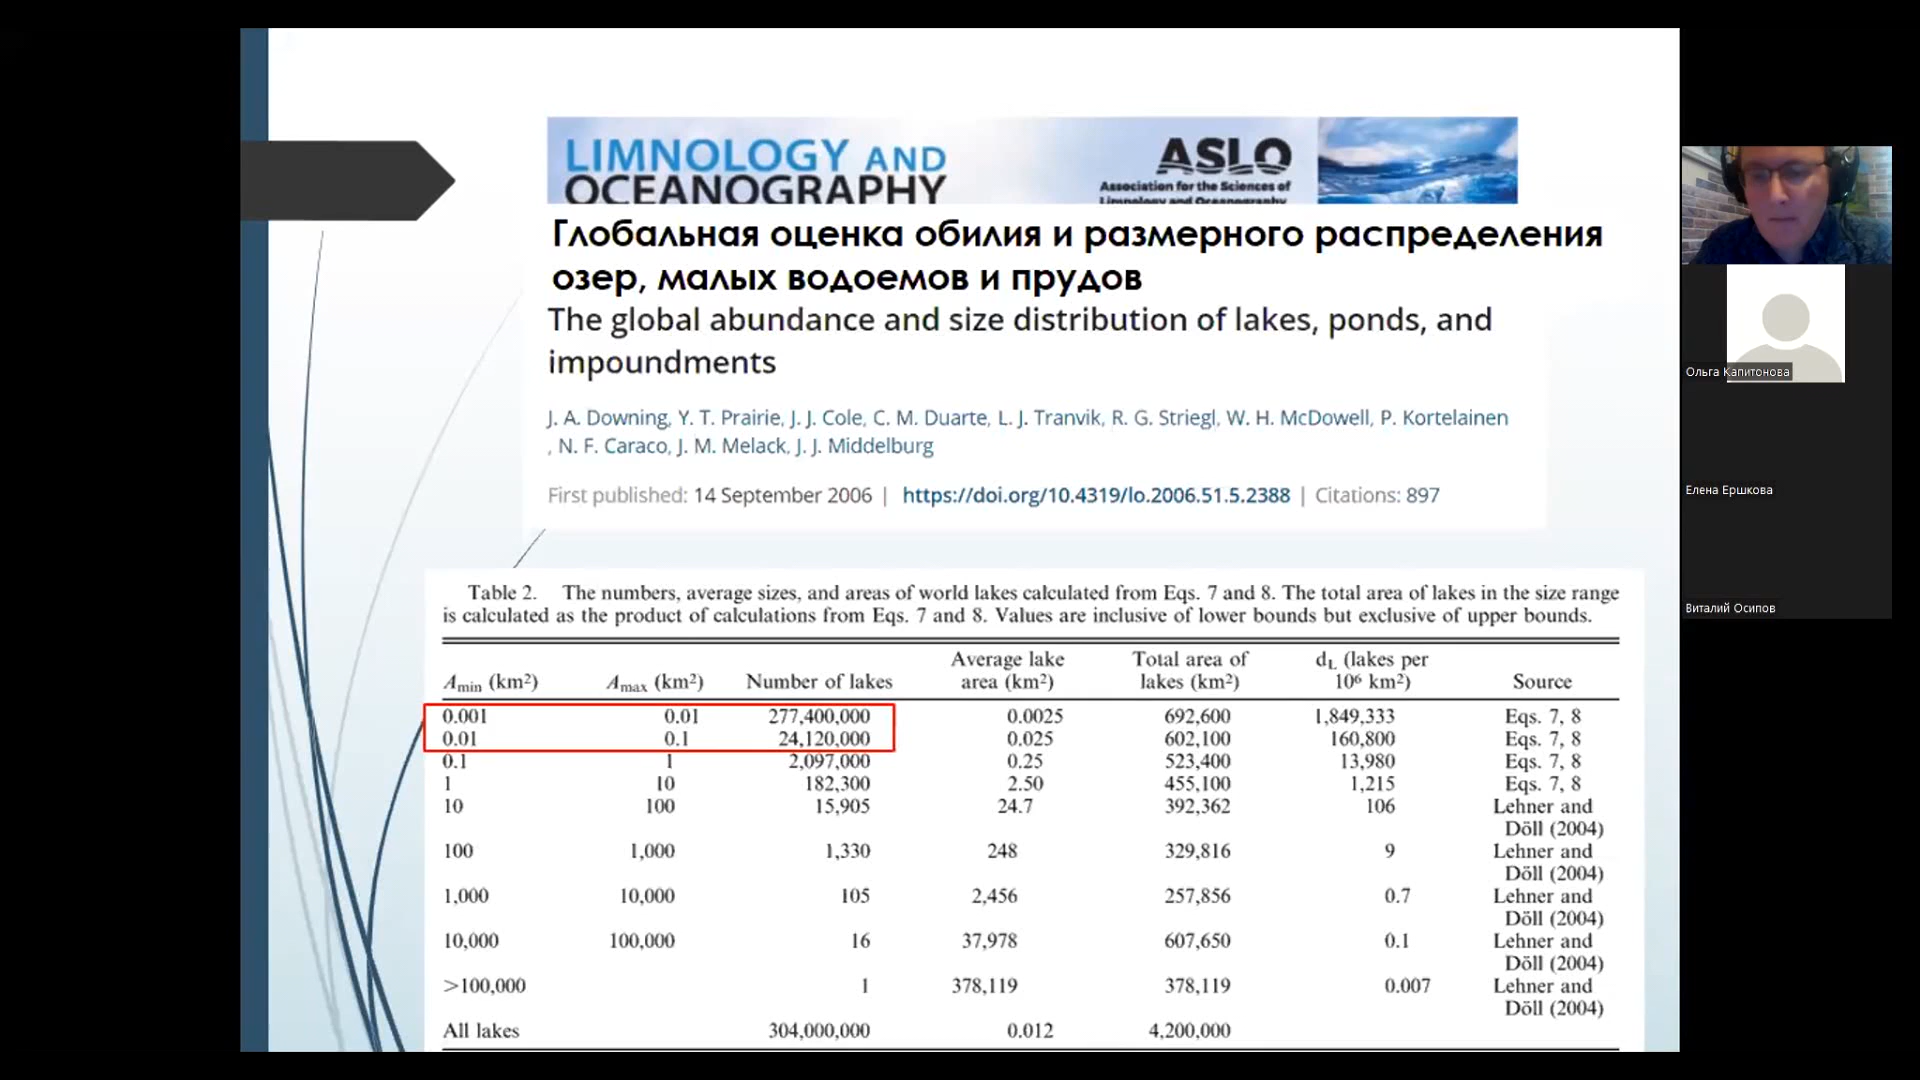 LIMNOLOGY AND
OCEANOGRAPHY
ASLO
Association for the Sciences of
Limnology and Oceanography
Глобальная оценка обилия и размерного распределения
озер, малых водоемов и прудов
The global abundance and size distribution of lakes, ponds, and
impoundments
J. A. Downing, Y. T. Prairie, J. J. Cole, C. M. Duarte, L. J. Tranvik, R. G. Striegl, W. H. McDowell, P. Kortelainen
, N. F. Caraco, J. M. Melack, J. J. Middelburg
First published: 14 September 2006 | https://doi.org/10.4319/lo.2006.51.5.2388 | Citations: 897
Table 2. The numbers, average sizes, and areas of world lakes calculated from Eqs. 7 and 8. The total area of lakes in the size range
is calculated as the product of calculations from Eqs. 7 and 8. Values are inclusive of lower bounds but exclusive of upper bounds.
Average lake Total area of dL (lakes per
Amin (km²) Amax (km²) Number of lakes area (km²) lakes (km²) 10⁶ km²) Source
0.001 0.01 277,400,000 0.0025 692,600 1,849,333 Eqs. 7, 8
0.01 0.1 24,120,000 0.025 602,100 160,800 Eqs. 7, 8
0.1 1 2,097,000 0.25 523,400 13,980 Eqs. 7, 8
1 10 182,300 2.50 455,100 1,215 Eqs. 7, 8
10 100 15,905 24.7 392,362 106 Lehner and
Döll (2004)
100 1,000 1,330 248 329,816 9 Lehner and
Döll (2004)
1,000 10,000 105 2,456 257,856 0.7 Lehner and
Döll (2004)
10,000 100,000 16 37,978 607,650 0.1 Lehner and
Döll (2004)
>100,000 1 378,119 378,119 0.007 Lehner and
Döll (2004)
All lakes 304,000,000 0.012 4,200,000
Ольга Капитонова
Елена Ершкова
Виталий Осипов